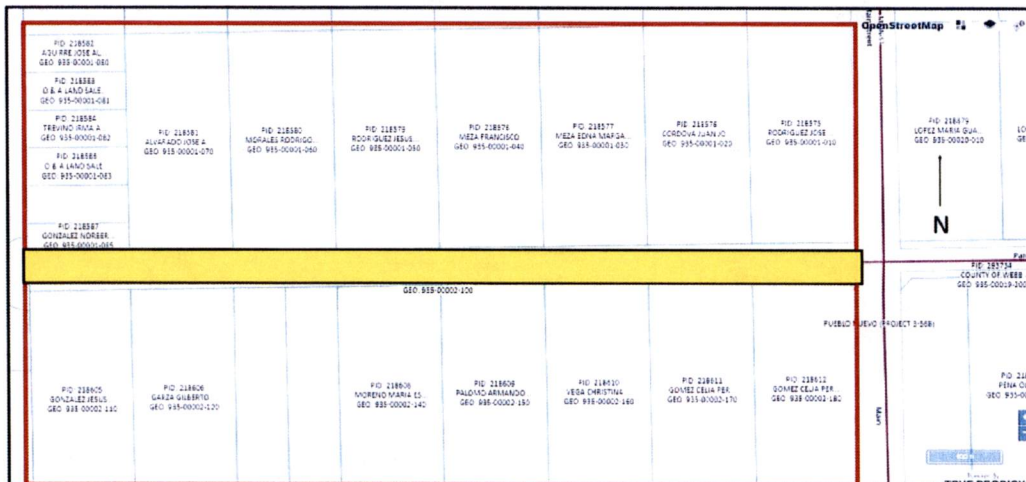 OpenStreetMap
PID: 218582
AGUIRRE JOSE AL...
GEO: 935-00001-080
PID: 218583
O & A LAND SALE
GEO: 935-00001-081
PID: 218584
TREVINO IRMA A
GEO: 935-00001-082
PID: 218585
O & A LAND SALE
GEO: 935-00001-083
PID: 218587
GONZALEZ NORBER...
GEO: 935-00001-085
PID: 218581
ALVARADO JOSE A
GEO: 935-00001-070
PID: 218580
MORALES RODRIGO...
GEO: 935-00001-060
PID: 218579
RODRIGUEZ JESUS...
GEO: 935-00001-050
PID: 218578
MEZA FRANCISCO
GEO: 935-00001-040
PID: 218577
MEZA EDNA MARGA...
GEO: 935-00001-030
PID: 218576
CORDOVA JUAN JO
GEO: 935-00001-020
PID: 218575
RODRIGUEZ JOSE
GEO: 935-00001-010
PID: 218879
LOPEZ MARIA GUA...
GEO: 935-00020-010
N
GEO: 935-00002-100
PID: 193734
COUNTY OF WEBB
PUEBLO NUEVO (PROJECT 3-568)
PID: 218605
GONZALEZ JESUS
GEO: 935-00002-110
PID: 218606
GARZA GILBERTO
GEO: 935-00002-120
PID: 218608
MORENO MARIA ES...
GEO: 935-00002-140
PID: 218609
PALOMO ARMANDO
GEO: 935-00002-150
PID: 218610
VEGA CHRISTINA
GEO: 935-00002-160
PID: 218611
GOMEZ CELIA PER
GEO: 935-00002-170
PID: 218612
GOMEZ CELIA PER...
GEO: 935-00002-180